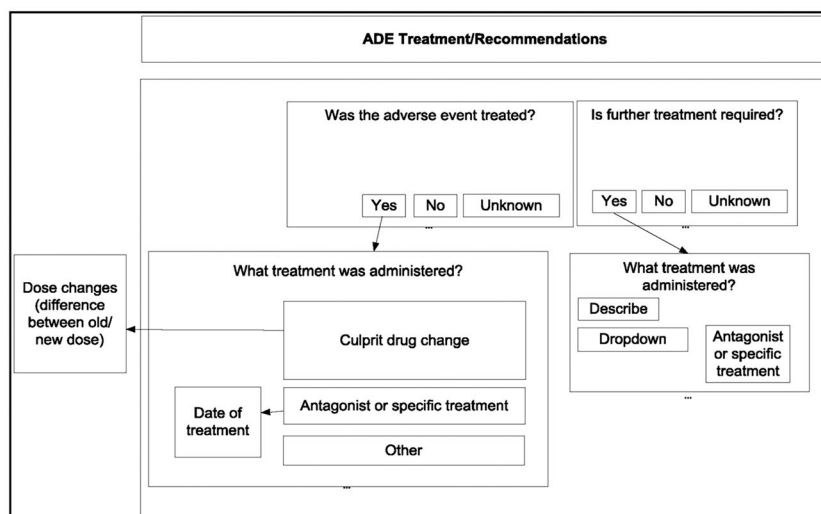 ADE Treatment/Recommendations
Was the adverse event treated?
Yes
No
Unknown
...
Is further treatment required?
Yes
No
Unknown
...
Dose changes
(difference
between old/
new dose)
What treatment was administered?
Culprit drug change
Antagonist or specific treatment
Date of
treatment
Other
...
What treatment was
administered?
Describe
Dropdown
Antagonist
or specific
treatment
...